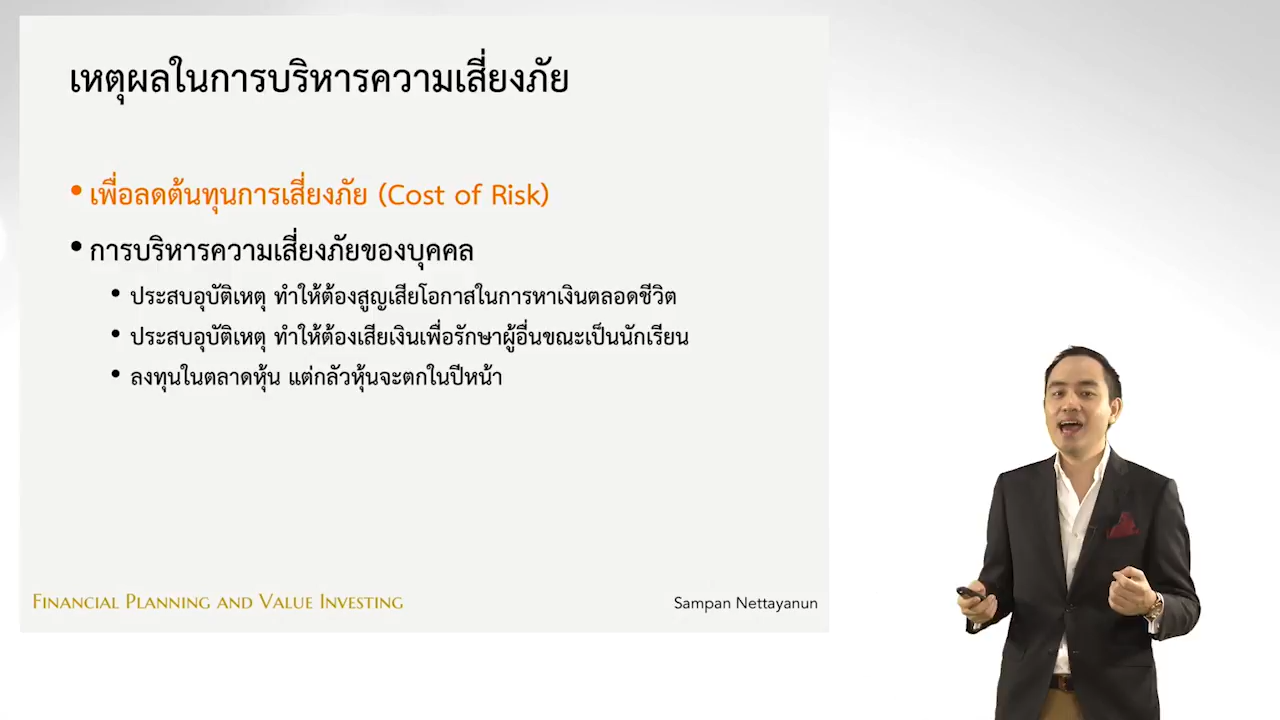 เหตุผลในการบริหารความเสี่ยงภัย
• เพื่อลดต้นทุนการเสี่ยงภัย (Cost of Risk)
• การบริหารความเสี่ยงภัยของบุคคล
• ประสบอุบัติเหตุ ทำให้ต้องสูญเสียโอกาสในการหาเงินตลอดชีวิต
• ประสบอุบัติเหตุ ทำให้ต้องเสียเงินเพื่อรักษาผู้อื่นขณะเป็นนักเรียน
• ลงทุนในตลาดหุ้น แต่กลัวหุ้นจะตกในปีหน้า
Financial Planning and Value Investing
Sampan Nettayanun